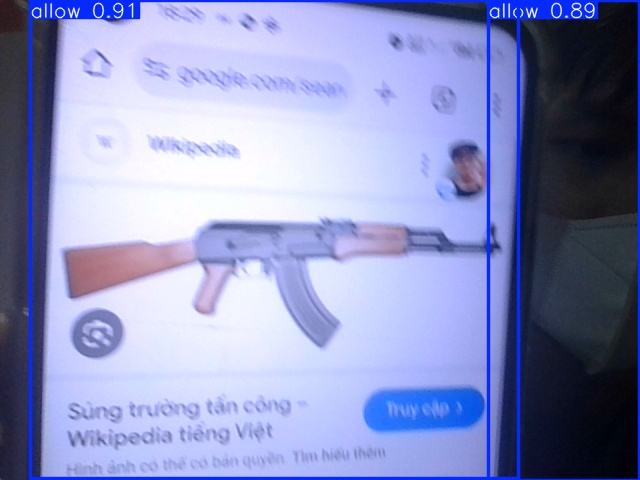 allow 0.91
allow 0.89
google.com/sear
W
Wikipedia
Súng trường tấn công –
Wikipedia tiếng Việt
Truy cập
Hình ảnh có thể có bản quyền. Tìm hiểu thêm